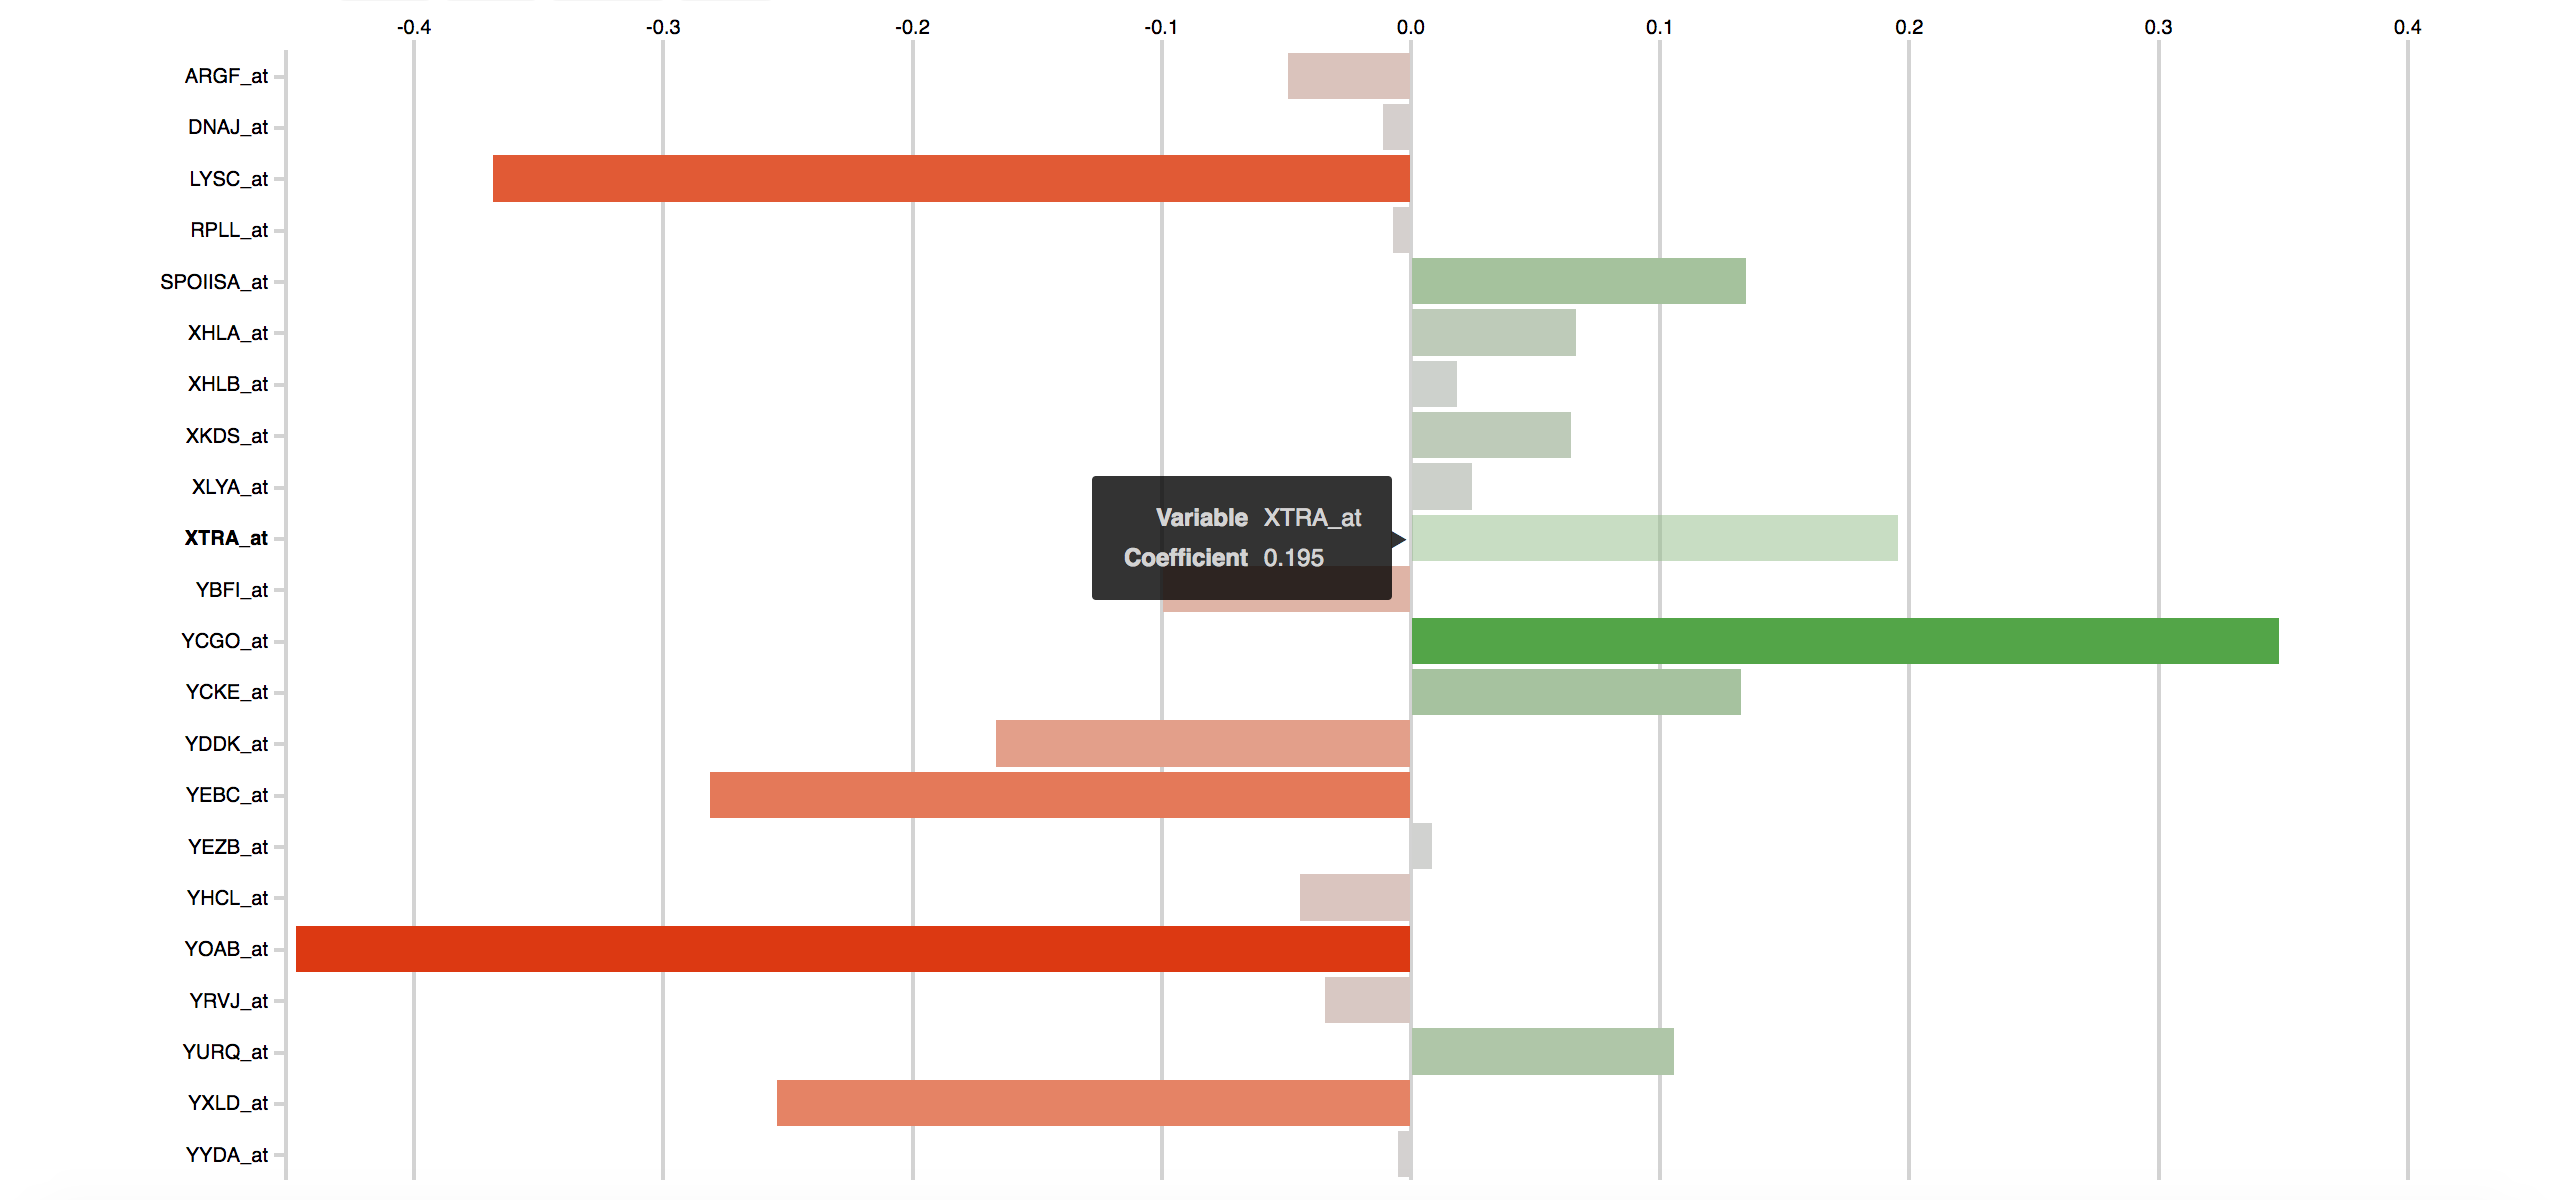 -0.4 -0.3 -0.2 -0.1 0.0 0.1 0.2 0.3 0.4
ARGF_at
DNAJ_at
LYSC_at
RPLL_at
SPOIISA_at
XHLA_at
XHLB_at
XKDS_at
XLYA_at
Variable XTRA_at
XTRA_at
Coefficient 0.195
YBFI_at
YCGO_at
YCKE_at
YDDK_at
YEBC_at
YEZB_at
YHCL_at
YOAB_at
YRVJ_at
YURQ_at
YXLD_at
YYDA_at